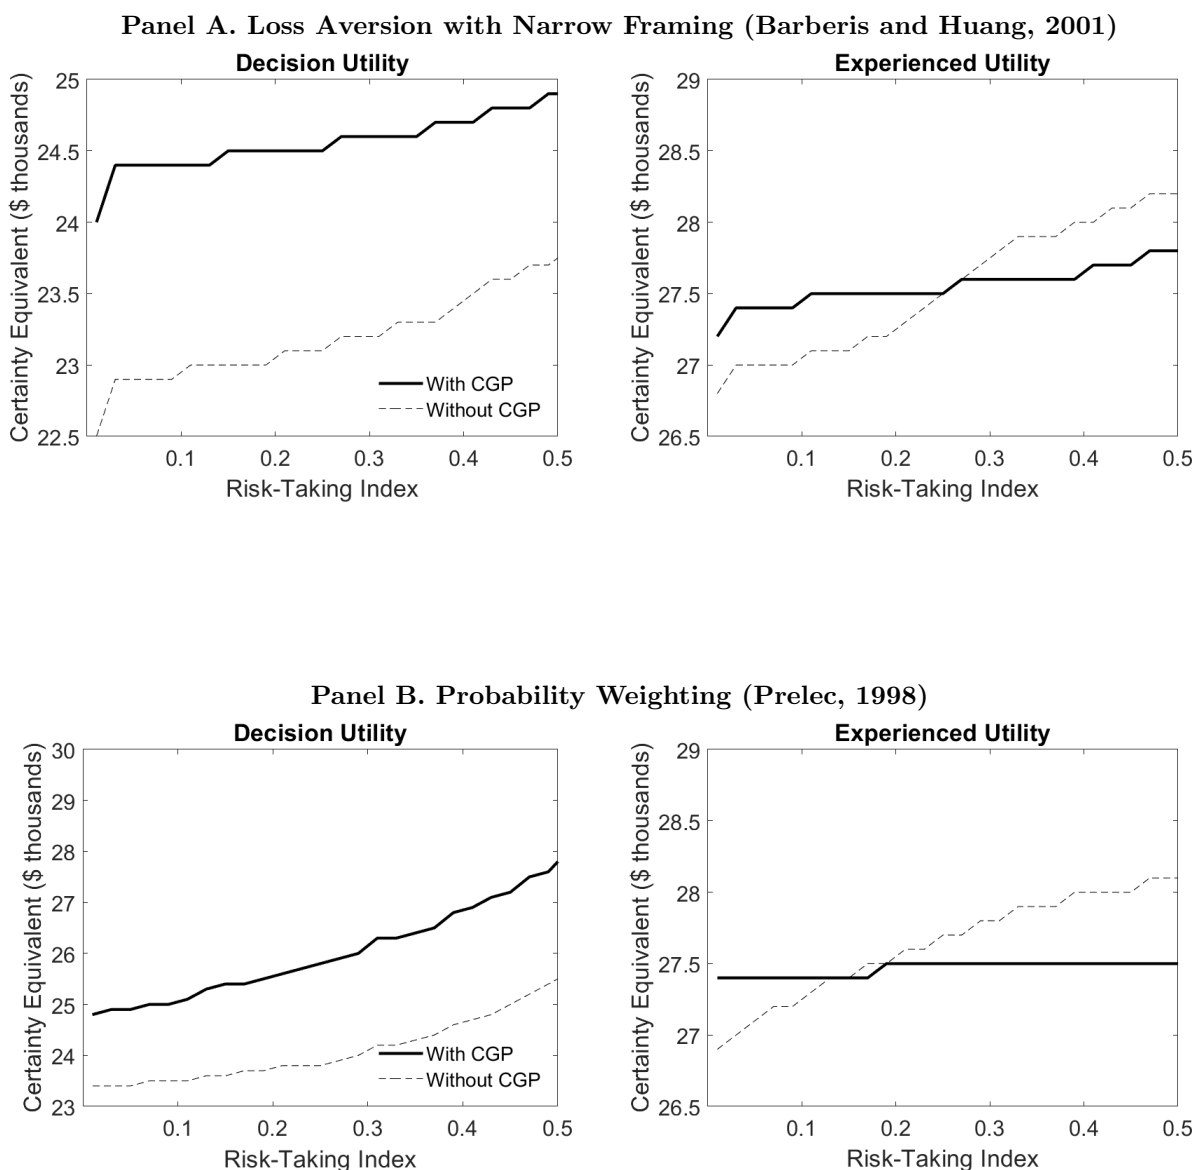 Panel A. Loss Aversion with Narrow Framing (Barberis and Huang, 2001)
Decision Utility
Certainty Equivalent ($ thousands)
25
24.5
24
23.5
23
22.5
0.1 0.2 0.3 0.4 0.5
Risk-Taking Index
With CGP
Without CGP
Experienced Utility
Certainty Equivalent ($ thousands)
29
28.5
28
27.5
27
26.5
0.1 0.2 0.3 0.4 0.5
Risk-Taking Index
Panel B. Probability Weighting (Prelec, 1998)
Decision Utility
Certainty Equivalent ($ thousands)
30
29
28
27
26
25
24
23
0.1 0.2 0.3 0.4 0.5
Risk-Taking Index
With CGP
Without CGP
Experienced Utility
Certainty Equivalent ($ thousands)
29
28.5
28
27.5
27
26.5
0.1 0.2 0.3 0.4 0.5
Risk-Taking Index